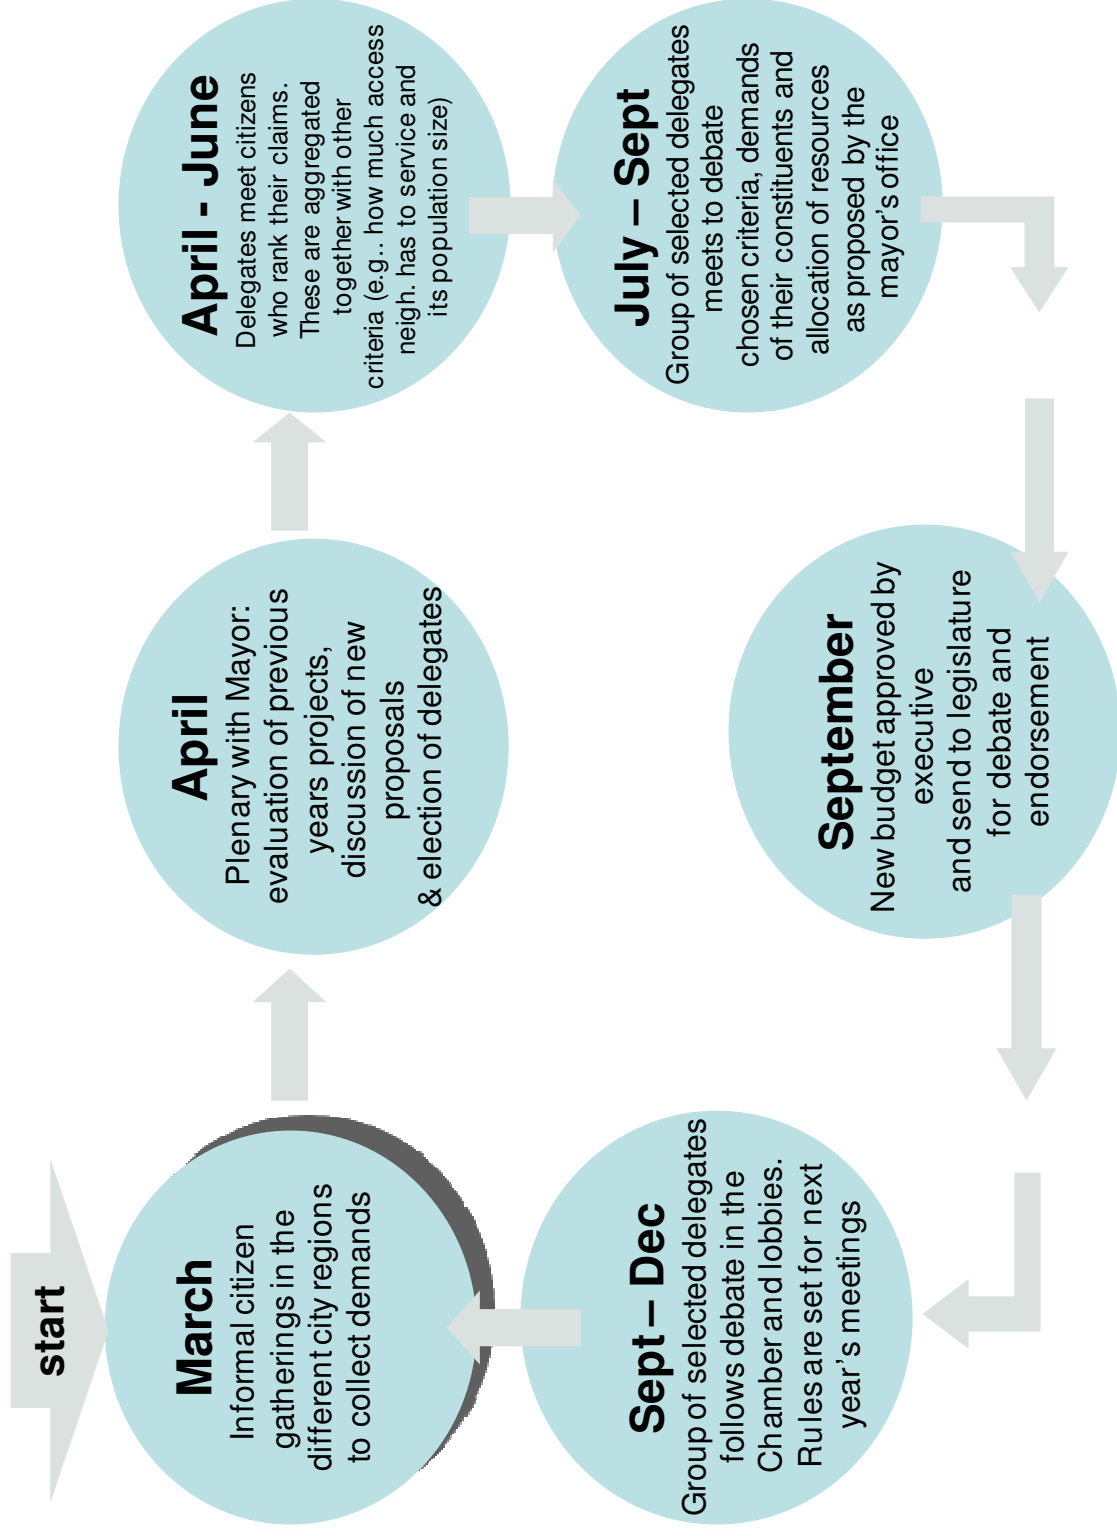 start
March
Informal citizen
gatherings in the
different city regions
to collect demands
April
Plenary with Mayor:
evaluation of previous
years projects,
discussion of new
proposals
& election of delegates
April - June
Delegates meet citizens
who rank their claims.
These are aggregated
together with other
criteria (e.g.. how much access
neigh. has to service and
its population size)
July – Sept
Group of selected delegates
meets to debate
chosen criteria, demands
of their constituents and
allocation of resources
as proposed by the
mayor's office
September
New budget approved by
executive
and send to legislature
for debate and
endorsement
Sept – Dec
Group of selected delegates
follows debate in the
Chamber and lobbies.
Rules are set for next
year's meetings